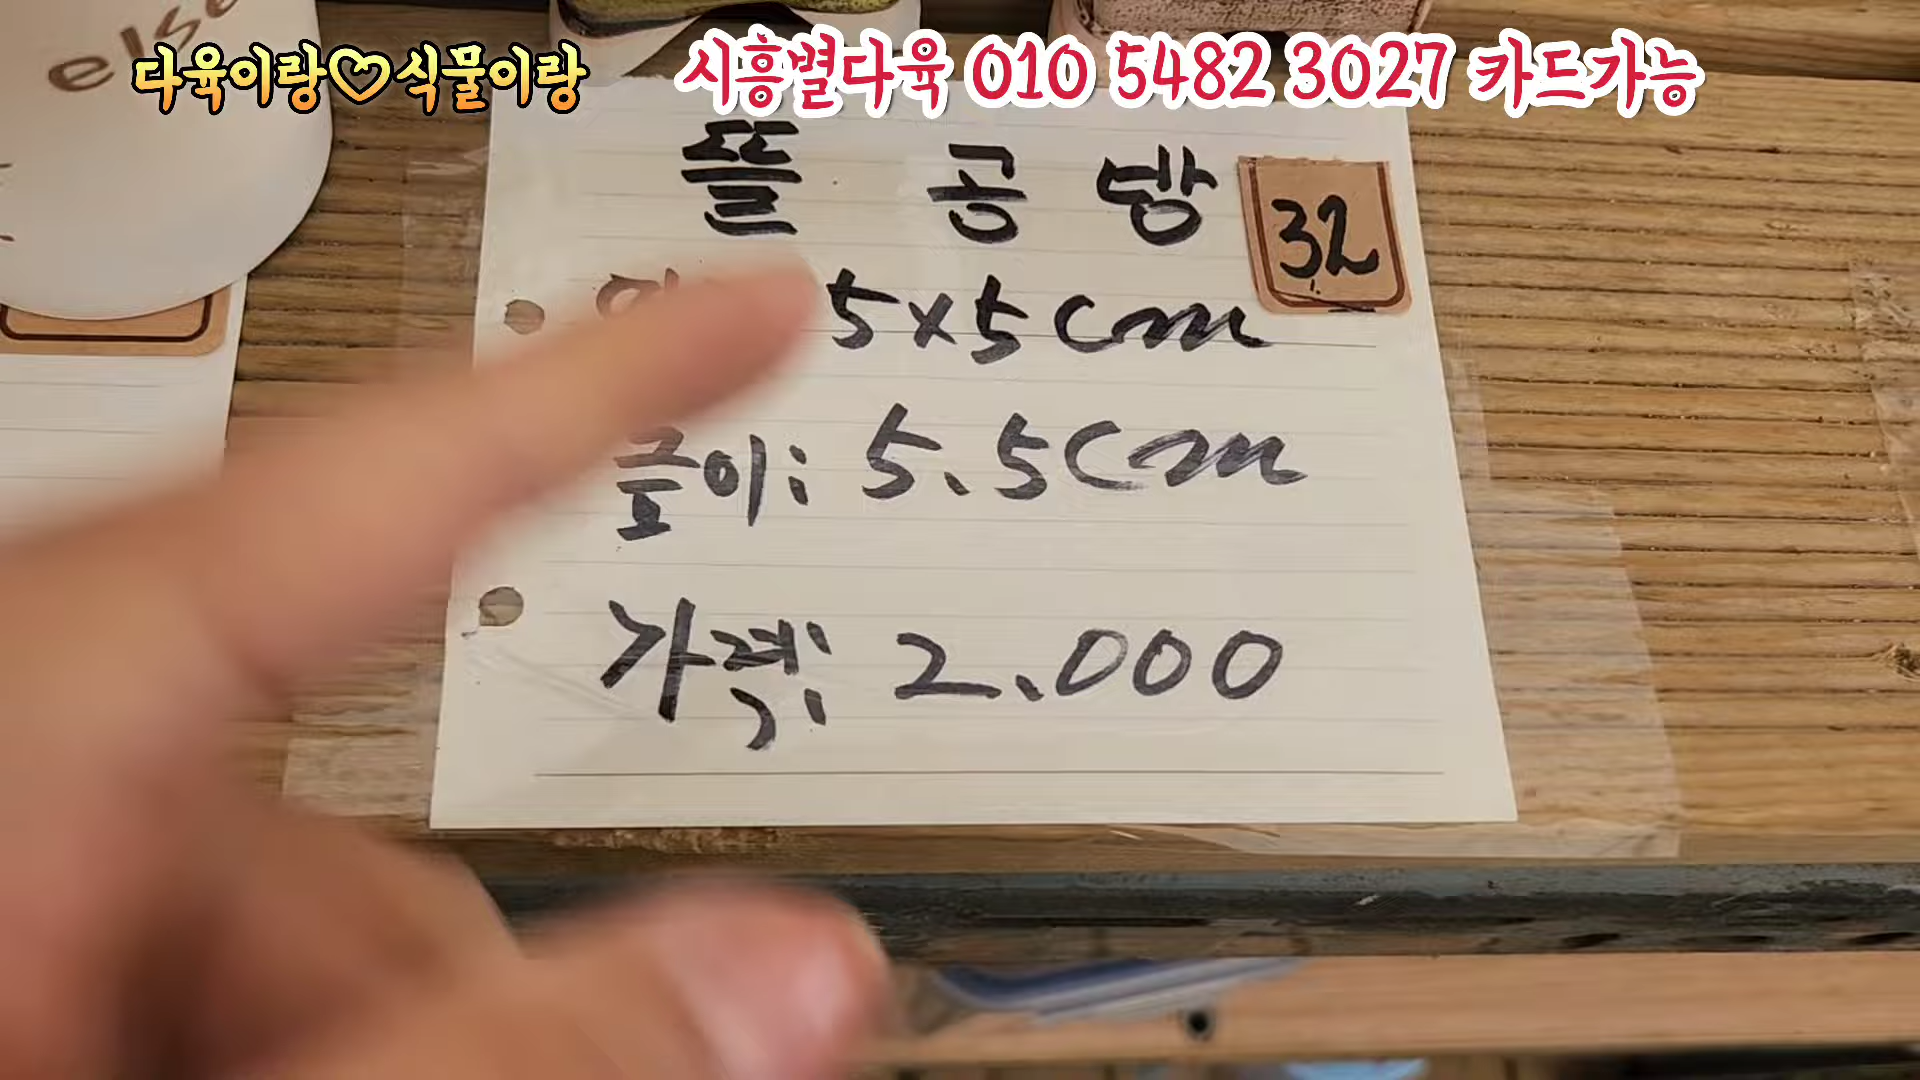 else
다육이랑♡식물이랑
시흥별다육 010 5482 3027 카드가능
뜰 공방
32
5x5cm
높이: 5.5cm
가격: 2.000